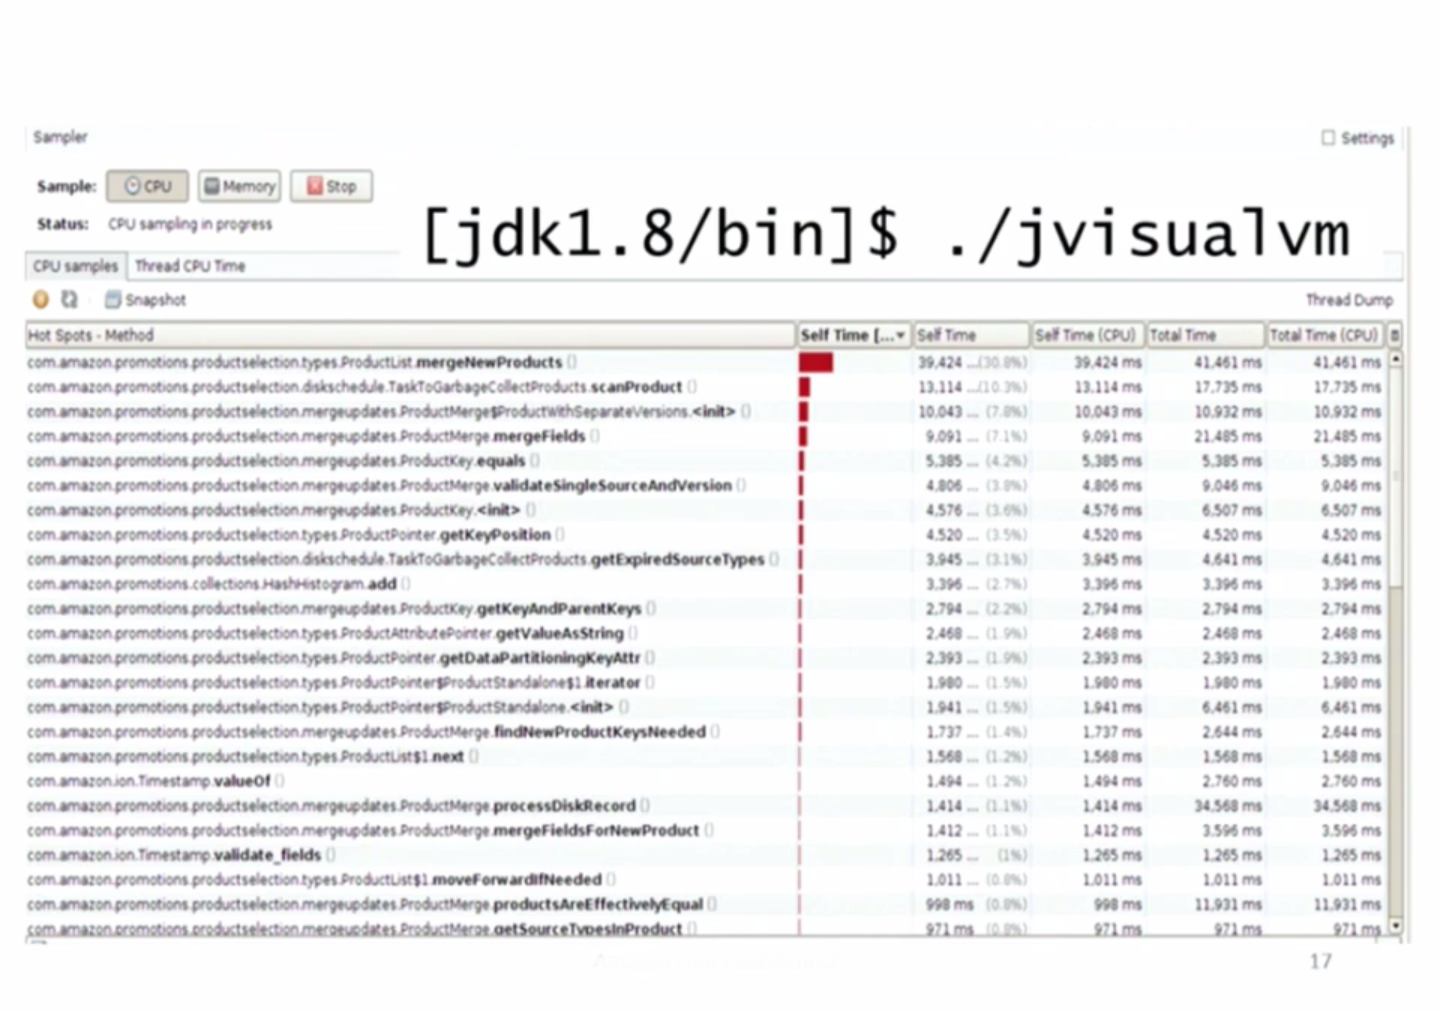 Sampler
Settings
Sample: CPU Memory Stop
Status: CPU sampling in progress
[jdk1.8/bin]$ ./jvisualvm
CPU samples Thread CPU Time
Snapshot Thread Dump
Hot Spots - Method Self Time [... Self Time Self Time (CPU) Total Time Total Time (CPU)
com.amazon.promotions.productselection.types.ProductList.mergeNewProducts () 39,424 ... (30.8%) 39,424 ms 41,461 ms 41,461 ms
com.amazon.promotions.productselection.diskschedule.TaskToGarbageCollectProducts.scanProduct () 13,114 ... (10.3%) 13,114 ms 17,735 ms 17,735 ms
com.amazon.promotions.productselection.mergeupdates.ProductMerge$ProductWithSeparateVersions.<init> () 10,043 ... (7.8%) 10,043 ms 10,932 ms 10,932 ms
com.amazon.promotions.productselection.mergeupdates.ProductMerge.mergeFields () 9,091 ... (7.1%) 9,091 ms 21,485 ms 21,485 ms
com.amazon.promotions.productselection.mergeupdates.ProductKey.equals () 5,385 ... (4.2%) 5,385 ms 5,385 ms 5,385 ms
com.amazon.promotions.productselection.mergeupdates.ProductMerge.validateSingleSourceAndVersion () 4,806 ... (3.8%) 4,806 ms 9,046 ms 9,046 ms
com.amazon.promotions.productselection.mergeupdates.ProductKey.<init> () 4,576 ... (3.6%) 4,576 ms 6,507 ms 6,507 ms
com.amazon.promotions.productselection.types.ProductPointer.getKeyPosition () 4,520 ... (3.5%) 4,520 ms 4,520 ms 4,520 ms
com.amazon.promotions.productselection.diskschedule.TaskToGarbageCollectProducts.getExpiredSourceTypes () 3,945 ... (3.1%) 3,945 ms 4,641 ms 4,641 ms
com.amazon.promotions.collections.HashHistogram.add () 3,396 ... (2.7%) 3,396 ms 3,396 ms 3,396 ms
com.amazon.promotions.productselection.mergeupdates.ProductKey.getKeyAndParentKeys () 2,794 ... (2.2%) 2,794 ms 2,794 ms 2,794 ms
com.amazon.promotions.productselection.types.ProductAttributePointer.getValueAsString () 2,468 ... (1.9%) 2,468 ms 2,468 ms 2,468 ms
com.amazon.promotions.productselection.types.ProductPointer.getDataPartitioningKeyAttr () 2,393 ... (1.9%) 2,393 ms 2,393 ms 2,393 ms
com.amazon.promotions.productselection.types.ProductPointer$ProductStandalone$1.iterator () 1,980 ... (1.5%) 1,980 ms 1,980 ms 1,980 ms
com.amazon.promotions.productselection.types.ProductPointer$ProductStandalone.<init> () 1,941 ... (1.5%) 1,941 ms 6,461 ms 6,461 ms
com.amazon.promotions.productselection.mergeupdates.ProductMerge.findNewProductKeysNeeded () 1,737 ... (1.4%) 1,737 ms 2,644 ms 2,644 ms
com.amazon.promotions.productselection.types.ProductList$1.next () 1,568 ... (1.2%) 1,568 ms 1,568 ms 1,568 ms
com.amazon.ion.Timestamp.valueOf () 1,494 ... (1.2%) 1,494 ms 2,760 ms 2,760 ms
com.amazon.promotions.productselection.mergeupdates.ProductMerge.processDiskRecord () 1,414 ... (1.1%) 1,414 ms 34,568 ms 34,568 ms
com.amazon.promotions.productselection.mergeupdates.ProductMerge.mergeFieldsForNewProduct () 1,412 ... (1.1%) 1,412 ms 3,596 ms 3,596 ms
com.amazon.ion.Timestamp.validate_fields () 1,265 ... (1%) 1,265 ms 1,265 ms 1,265 ms
com.amazon.promotions.productselection.types.ProductList$1.moveForwardIfNeeded () 1,011 ... (0.8%) 1,011 ms 1,011 ms 1,011 ms
com.amazon.promotions.productselection.mergeupdates.ProductMerge.productsAreEffectivelyEqual () 998 ms (0.8%) 998 ms 11,931 ms 11,931 ms
com.amazon.promotions.productselection.mergeupdates.ProductMerge.getSourceTypesInProduct () 971 ms (0.8%) 971 ms 971 ms 971 ms
17